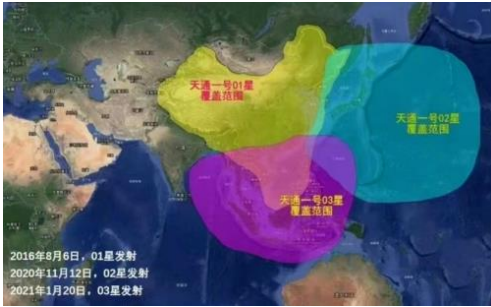 天通一号01星
覆盖范围
天通一号02星
覆盖范围
天通一号03星
覆盖范围
2016年8月6日，01星发射
2020年11月12日，02星发射
2021年1月20日，03星发射